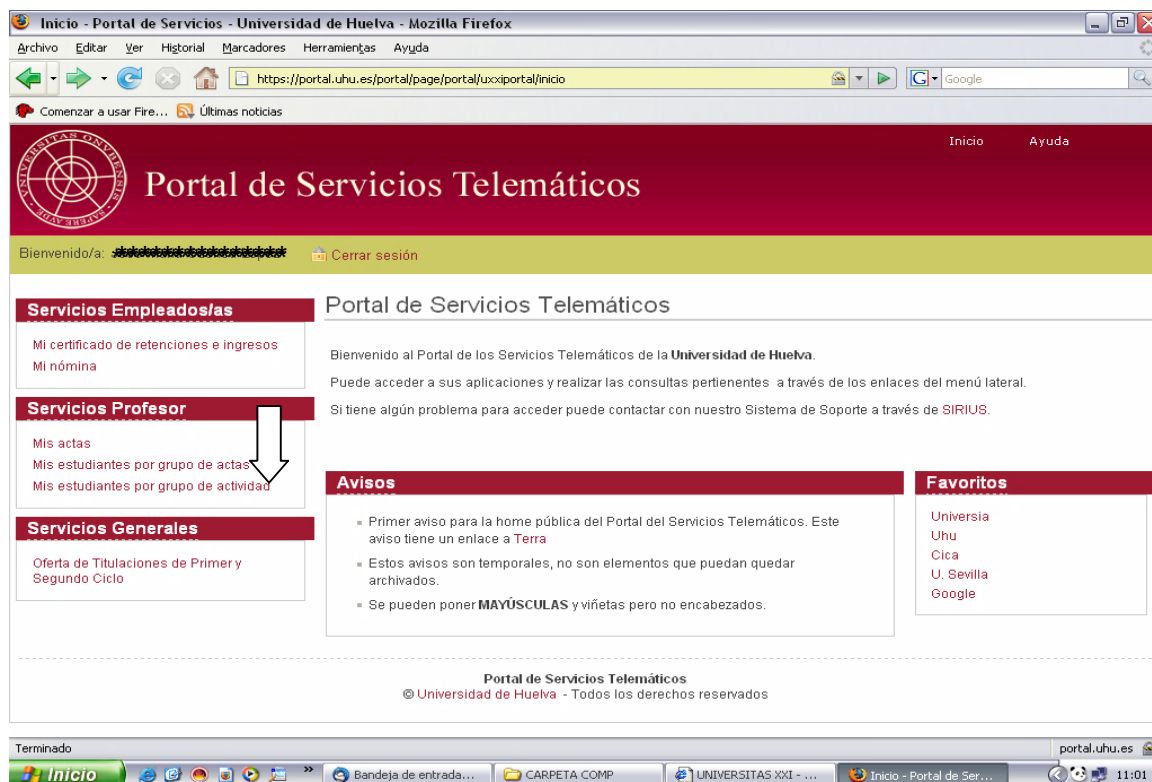 Inicio - Portal de Servicios - Universidad de Huelva - Mozilla Firefox
Archivo Editar Ver Historial Marcadores Herramientas Ayuda
https://portal.uhu.es/portal/page/portal/uxxiportal/inicio
G Google
Comenzar a usar Fire... Últimas noticias
Inicio Ayuda
UNIVERSITAS ONVBENSIS · SAPERE AVDE ·
Portal de Servicios Telemáticos
Bienvenido/a: Cerrar sesión
Servicios Empleados/as
Mi certificado de retenciones e ingresos
Mi nómina
Servicios Profesor
Mis actas
Mis estudiantes por grupo de actas
Mis estudiantes por grupo de actividad
Servicios Generales
Oferta de Titulaciones de Primer y
Segundo Ciclo
Portal de Servicios Telemáticos
Bienvenido al Portal de los Servicios Telemáticos de la Universidad de Huelva.
Puede acceder a sus aplicaciones y realizar las consultas pertienentes a través de los enlaces del menú lateral.
Si tiene algún problema para acceder puede contactar con nuestro Sistema de Soporte a través de SIRIUS.
Avisos
Primer aviso para la home pública del Portal del Servicios Telemáticos. Este
aviso tiene un enlace a Terra
Estos avisos son temporales, no son elementos que puedan quedar
archivados.
Se pueden poner MAYÚSCULAS y viñetas pero no encabezados.
Favoritos
Universia
Uhu
Cica
U. Sevilla
Google
Portal de Servicios Telemáticos
© Universidad de Huelva - Todos los derechos reservados
Terminado portal.uhu.es
Inicio » Bandeja de entrada... CARPETA COMP UNIVERSITAS XXI - ... Inicio - Portal de Ser... 11:01